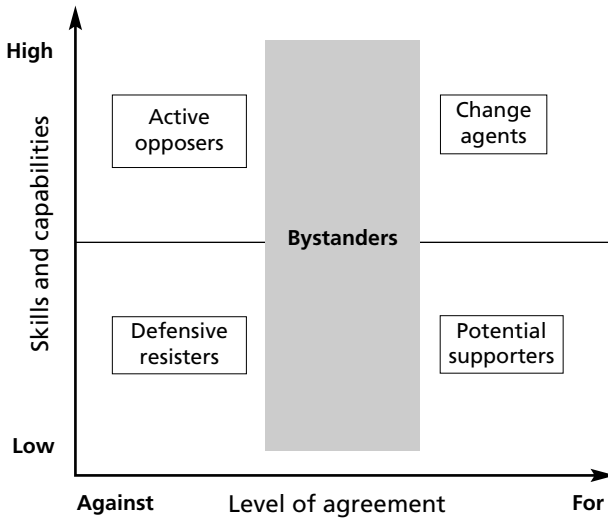 High
Active
opposers
Change
agents
Skills and capabilities
Bystanders
Defensive
resisters
Potential
supporters
Low
Against
Level of agreement
For